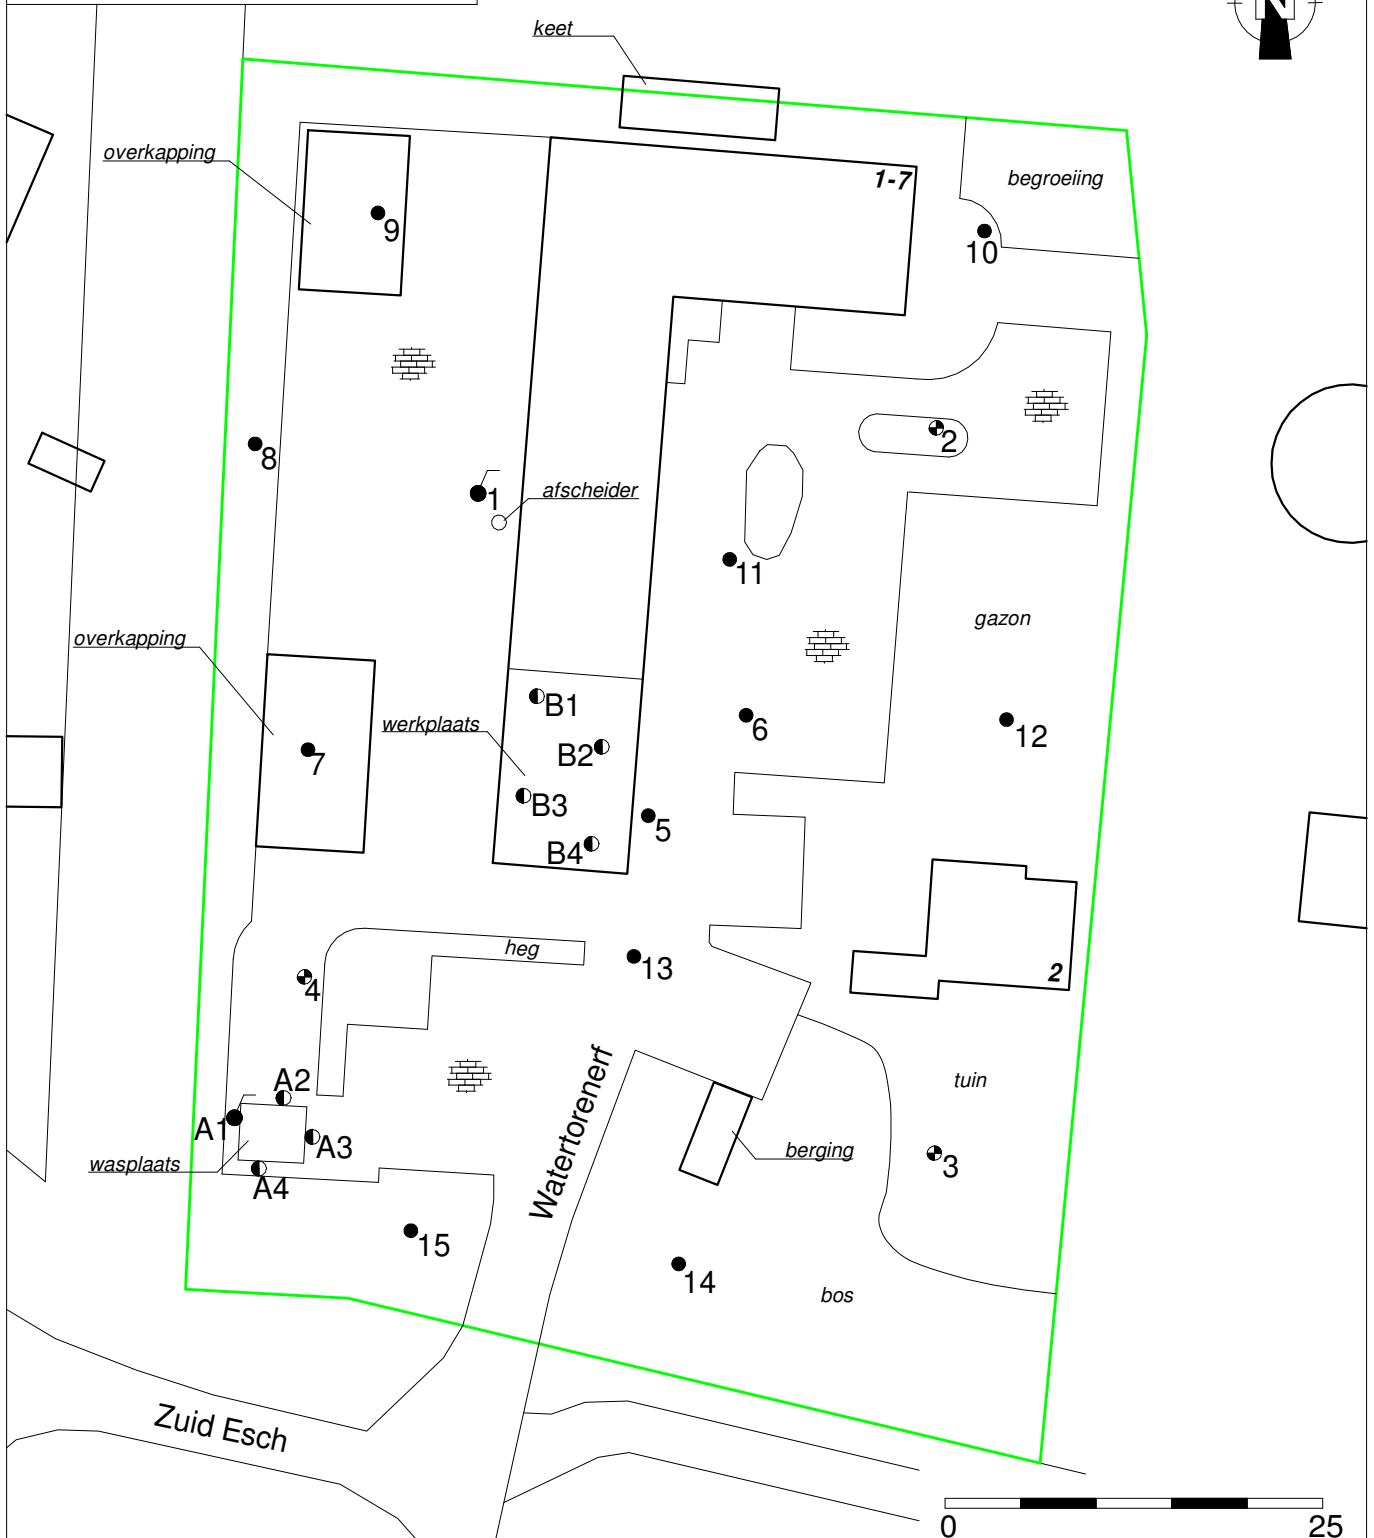 N
keet
overkapping
1-7
begroeiing
9
10
8
2
1
afscheider
11
gazon
overkapping
B1
werkplaats
6
12
B2
7
B3
5
B4
heg
13
2
4
Watertorenerf
A2
tuin
A1
A3
berging
3
wasplaats
A4
15
14
bos
Zuid Esch
0
25